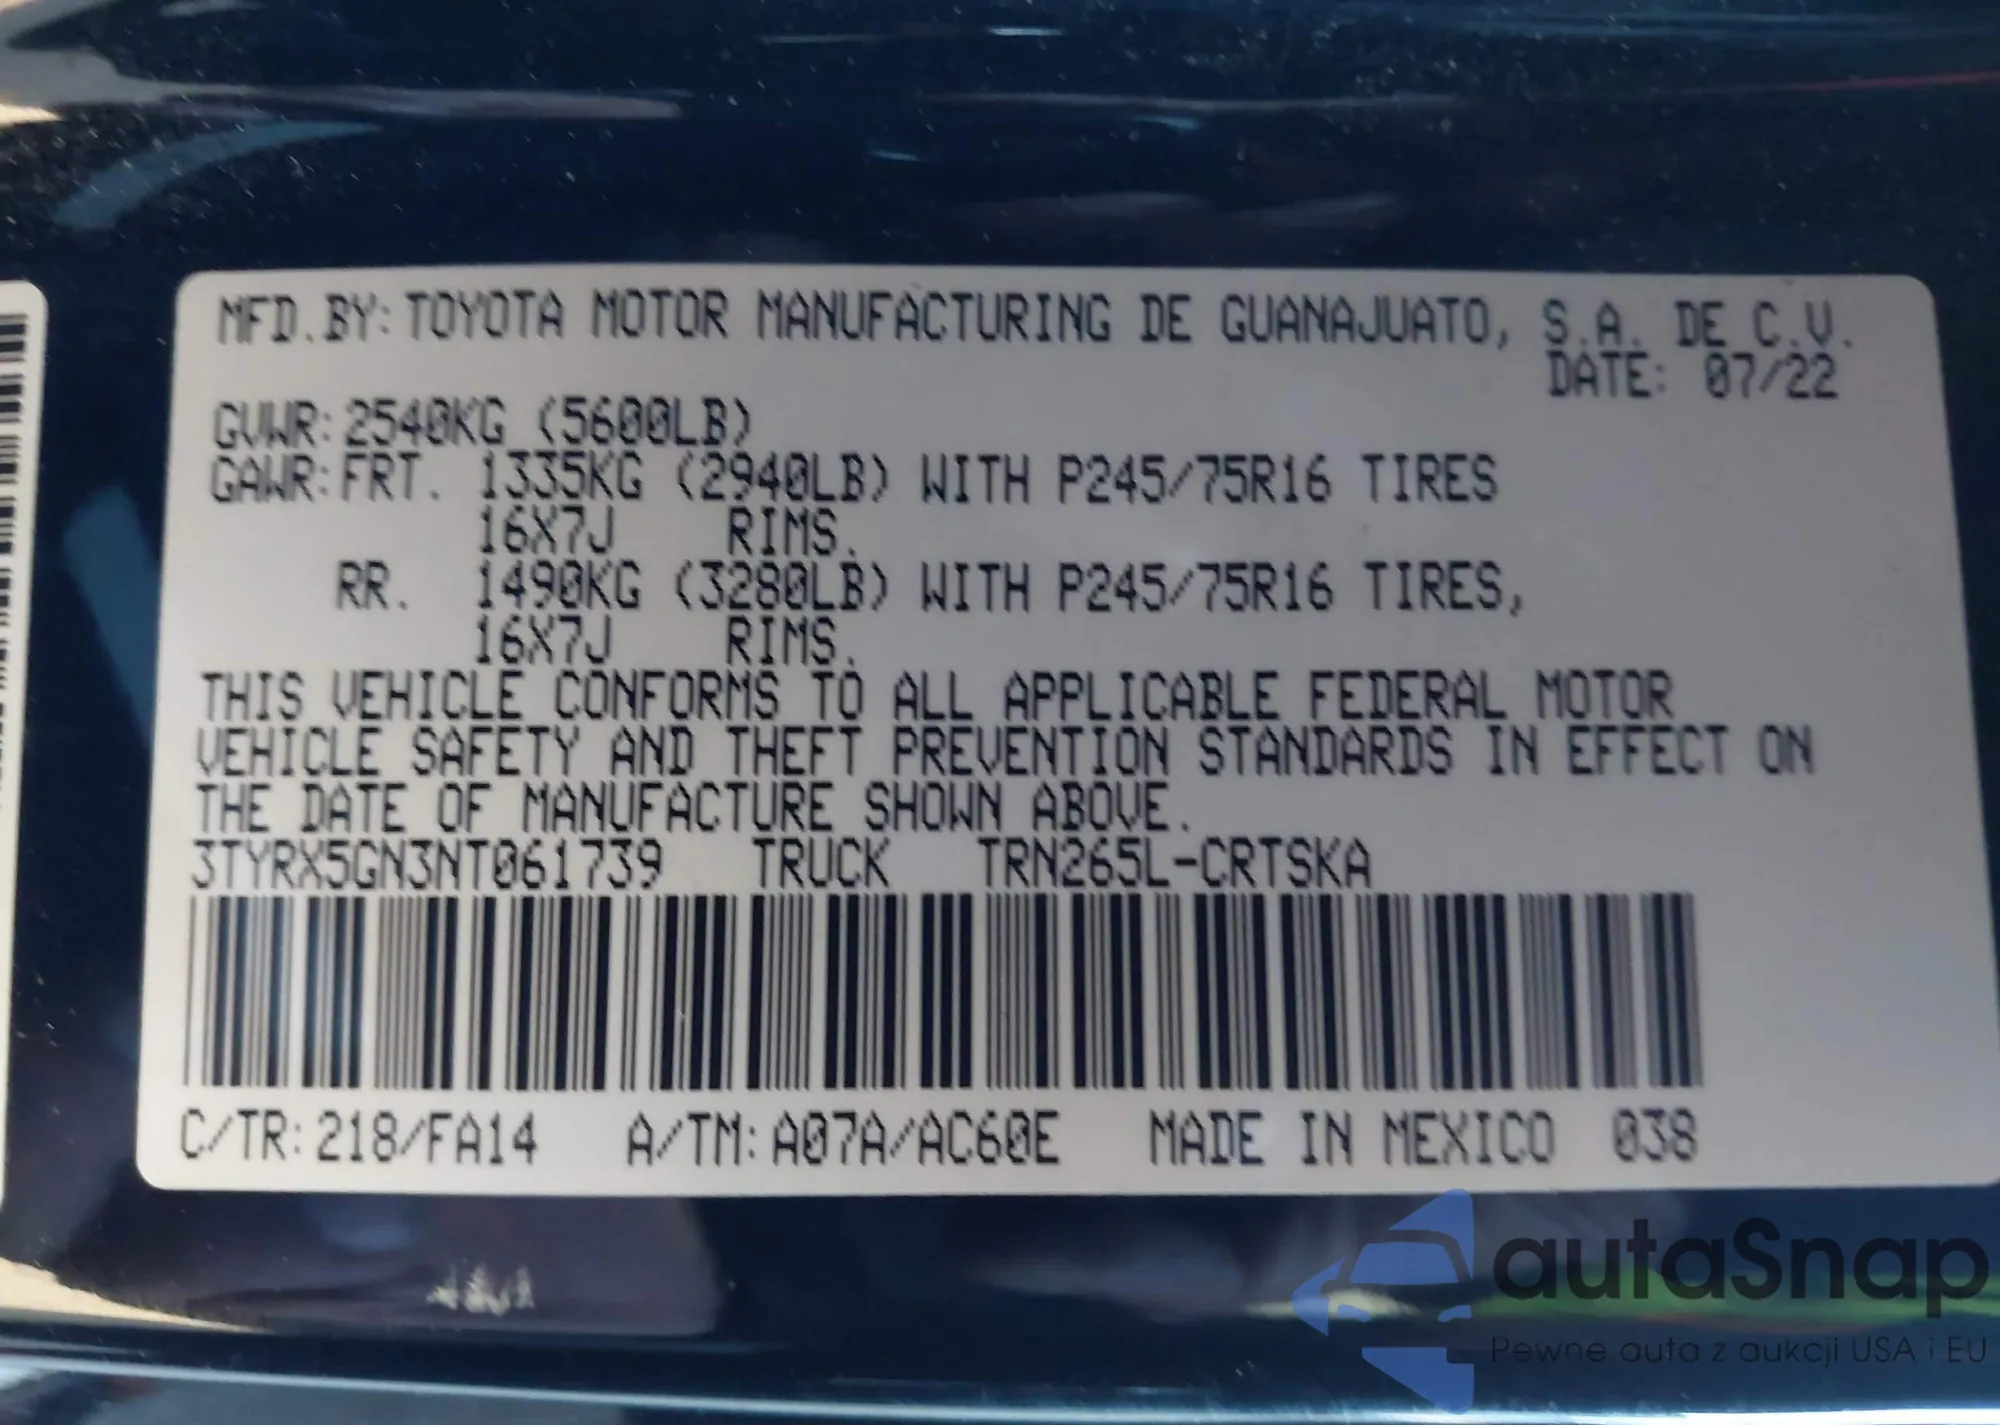 MFD.BY: TOYOTA MOTOR MANUFACTURING DE GUANAJUATO, S.A. DE C.V.
DATE: 07/22
GVWR: 2540KG (5600LB)
GAWR: FRT. 1335KG (2940LB) WITH P245/75R16 TIRES
16X7J RIMS.
RR. 1490KG (3280LB) WITH P245/75R16 TIRES,
16X7J RIMS.
THIS VEHICLE CONFORMS TO ALL APPLICABLE FEDERAL MOTOR
VEHICLE SAFETY AND THEFT PREVENTION STANDARDS IN EFFECT ON
THE DATE OF MANUFACTURE SHOWN ABOVE.
3TYRX5GN3NT061739 TRUCK TRN265L-CRTSKA
C/TR: 218/FA14 A/TM: A07A/AC60E MADE IN MEXICO 038
autaSnap
Pewne auta z aukcji USA i EU